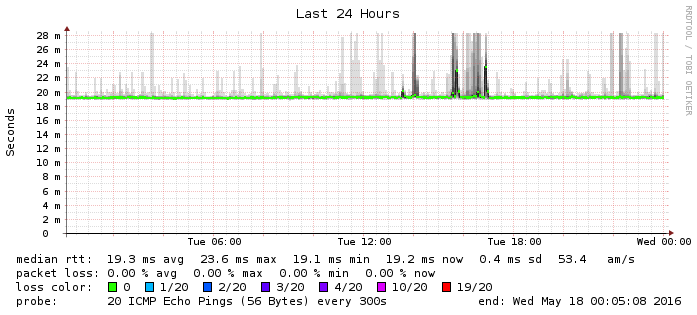 Last 24 Hours
RRDTOOL / TOBI OETIKER
Seconds
28 m
26 m
24 m
22 m
20 m
18 m
16 m
14 m
12 m
10 m
8 m
6 m
4 m
2 m
0
Tue 06:00 Tue 12:00 Tue 18:00 Wed 00:00
median rtt: 19.3 ms avg 23.6 ms max 19.1 ms min 19.2 ms now 0.4 ms sd 53.4 am/s
packet loss: 0.00 % avg 0.00 % max 0.00 % min 0.00 % now
loss color: 0 1/20 2/20 3/20 4/20 10/20 19/20
probe: 20 ICMP Echo Pings (56 Bytes) every 300s end: Wed May 18 00:05:08 2016